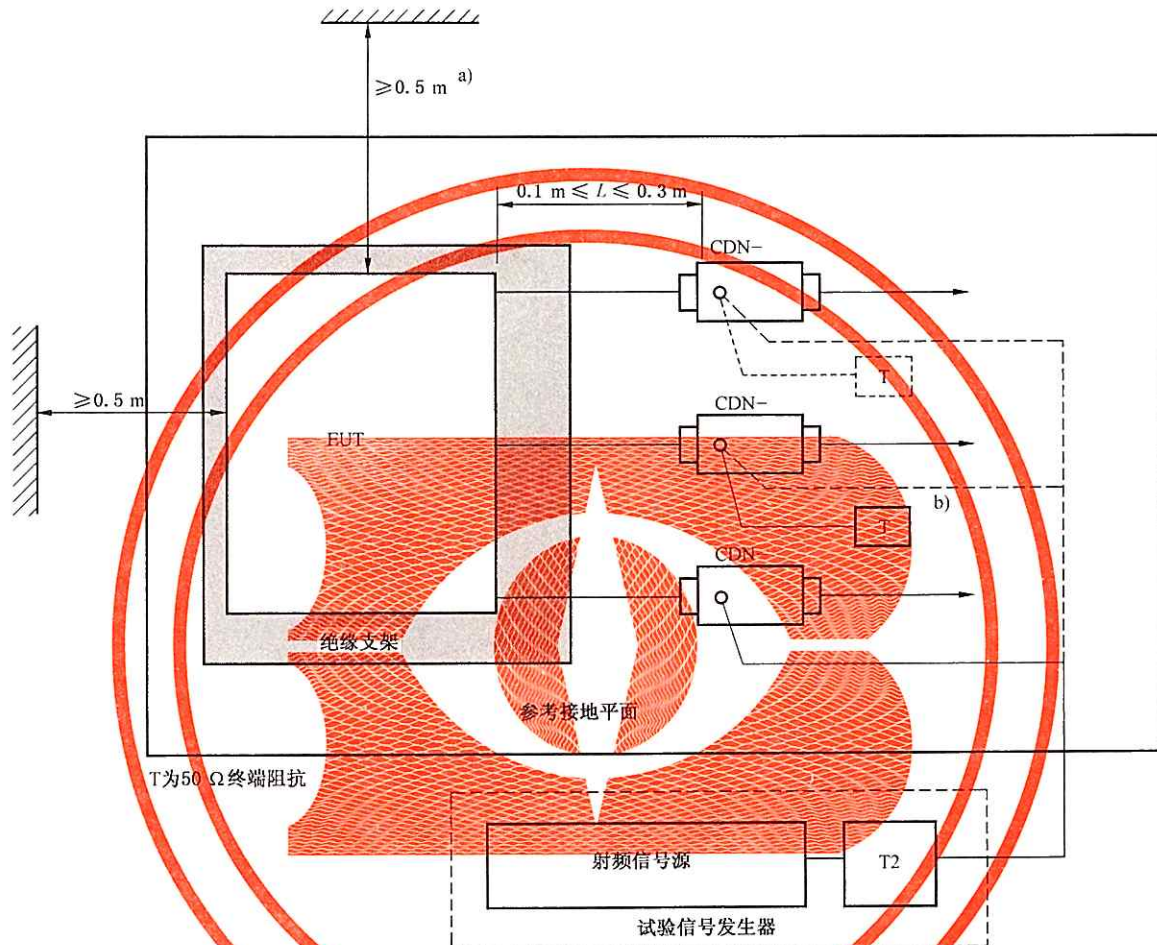 ≥0.5 m a)
0.1 m ≤ L ≤ 0.3 m
CDN-
T
≥0.5 m
CDN-
EUT
b)
T
CDN-
绝缘支架
参考接地平面
T为50 Ω终端阻抗
射频信号源
T2
试验信号发生器